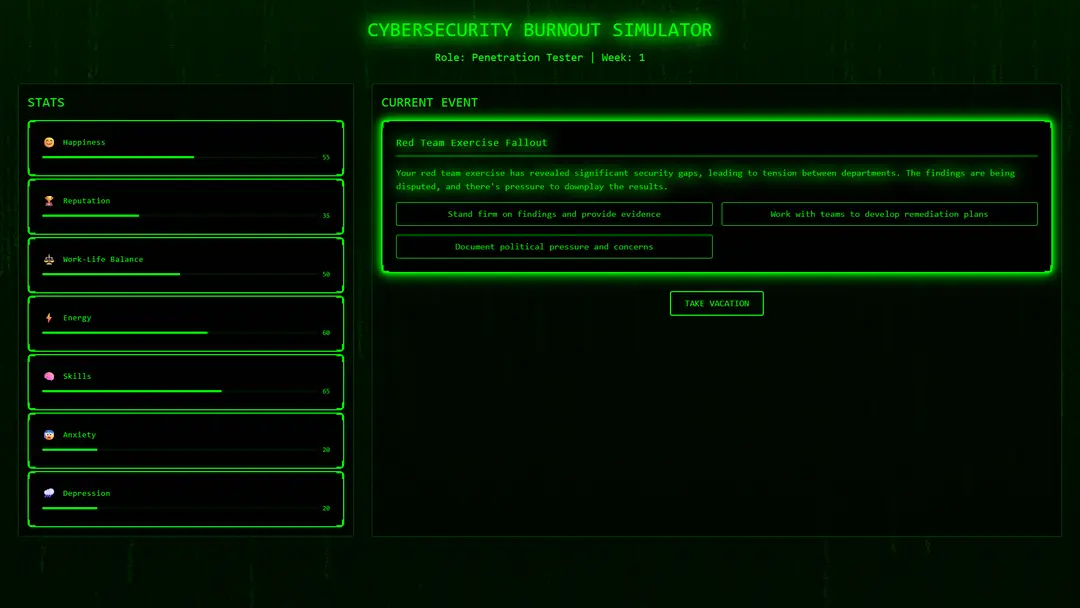 CYBERSECURITY BURNOUT SIMULATOR
Role: Penetration Tester | Week: 1
STATS
Happiness
55
Reputation
35
Work-Life Balance
50
Energy
60
Skills
65
Anxiety
20
Depression
20
CURRENT EVENT
Red Team Exercise Fallout
Your red team exercise has revealed significant security gaps, leading to tension between departments. The findings are being
disputed, and there's pressure to downplay the results.
Stand firm on findings and provide evidence
Work with teams to develop remediation plans
Document political pressure and concerns
TAKE VACATION